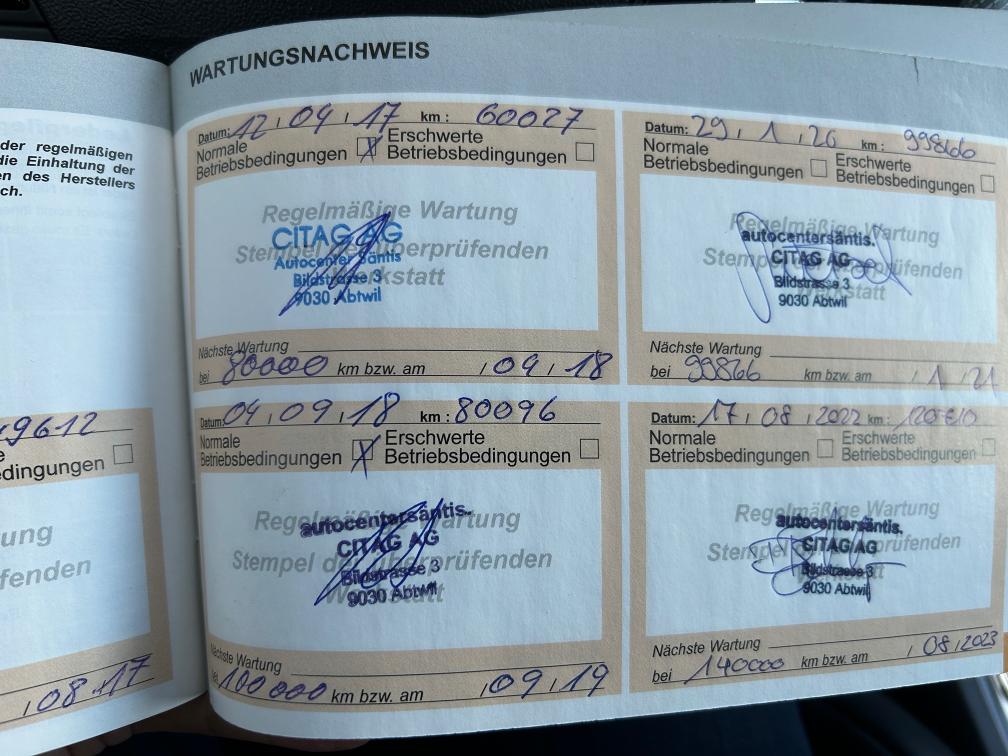 der regelmäßigen
die Einhaltung der
en des Herstellers
ch.
9612
edingungen
ung
fenden
08.17
WARTUNGSNACHWEIS
Datum: 12.04.17 km: 60027
Normale Betriebsbedingungen X Erschwerte Betriebsbedingungen
Regelmäßige Wartung
CITAG AG
Autocenter Säntis
Bildstrasse 3
9030 Abtwil
Nächste Wartung
bei 80000 km bzw. am 04.18
Datum: 04.09.18 km: 80096
Normale Betriebsbedingungen X Erschwerte Betriebsbedingungen
Regelmäßige Wartung
autocentersäntis.
CITAG AG
Bildstrasse 3
9030 Abtwil
Nächste Wartung
bei 100000 km bzw. am 09.19
Datum: 29.1.20 km: 99866
Normale Betriebsbedingungen Erschwerte Betriebsbedingungen
Regelmäßige Wartung
autocentersäntis.
CITAG AG
Bildstrasse 3
9030 Abtwil
Nächste Wartung
bei 99866 km bzw. am 1.21
Datum: 17.08.2022 km:
Normale Betriebsbedingungen Erschwerte Betriebsbedingungen
Regelmäßige Wartung
autocentersäntis.
CITAG AG
Bildstrasse 3
9030 Abtwil
Nächste Wartung
bei 140000 km bzw. am 08.2023